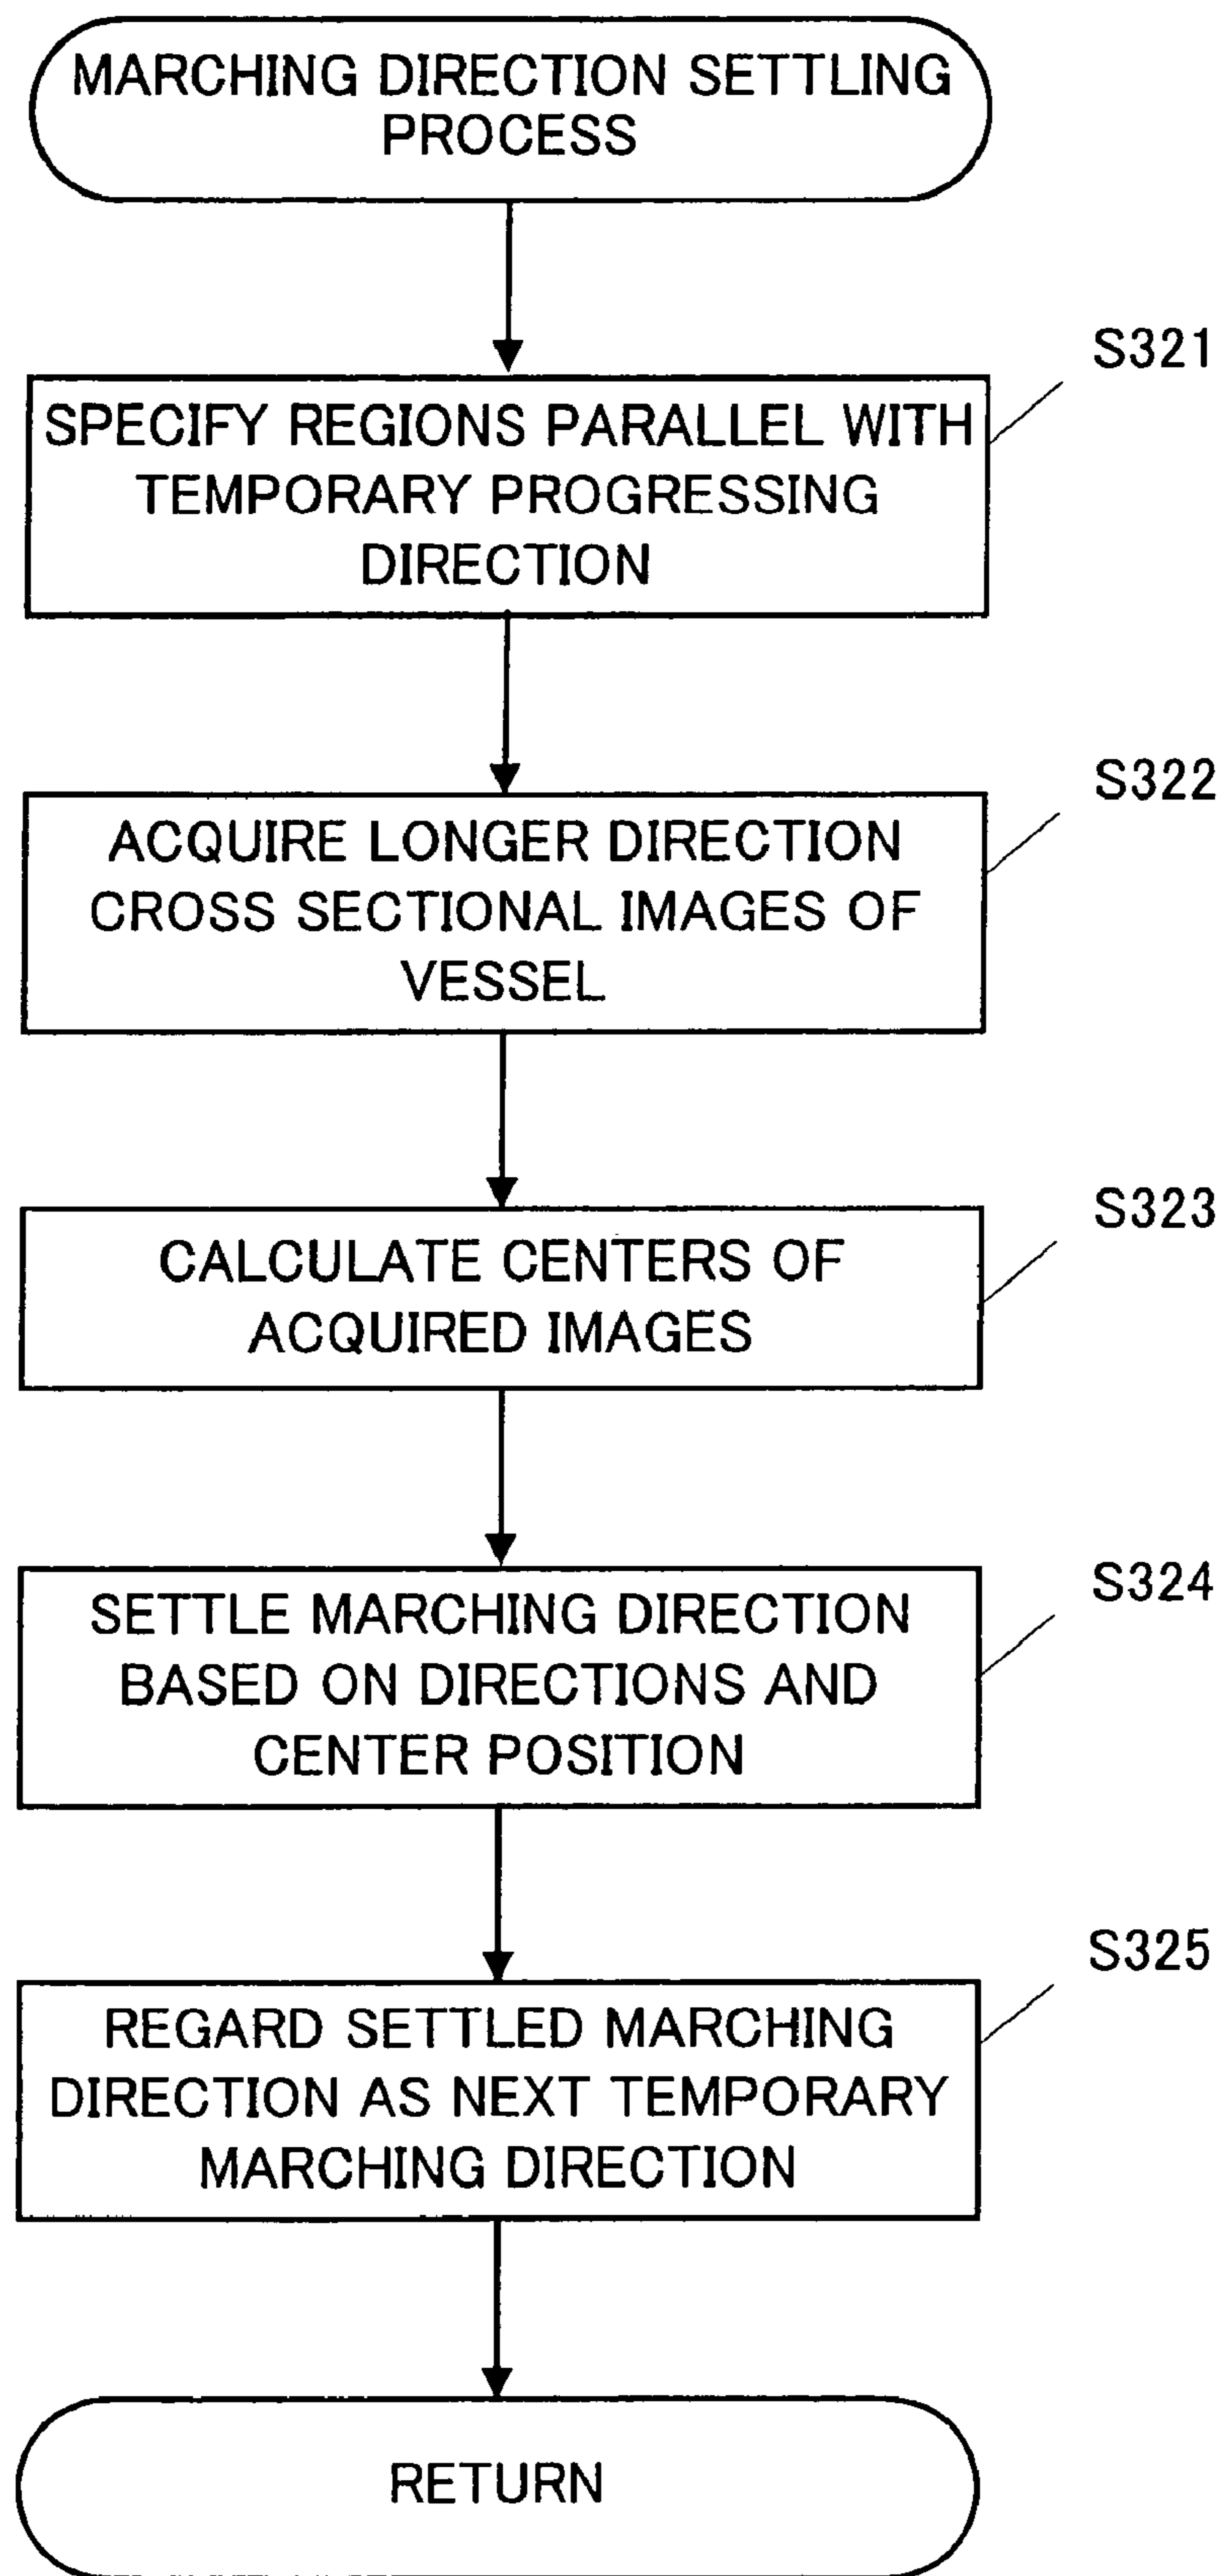 MARCHING DIRECTION SETTLING
PROCESS
S321
SPECIFY REGIONS PARALLEL WITH
TEMPORARY PROGRESSING
DIRECTION
S322
ACQUIRE LONGER DIRECTION
CROSS SECTIONAL IMAGES OF
VESSEL
S323
CALCULATE CENTERS OF
ACQUIRED IMAGES
S324
SETTLE MARCHING DIRECTION
BASED ON DIRECTIONS AND
CENTER POSITION
S325
REGARD SETTLED MARCHING
DIRECTION AS NEXT TEMPORARY
MARCHING DIRECTION
RETURN